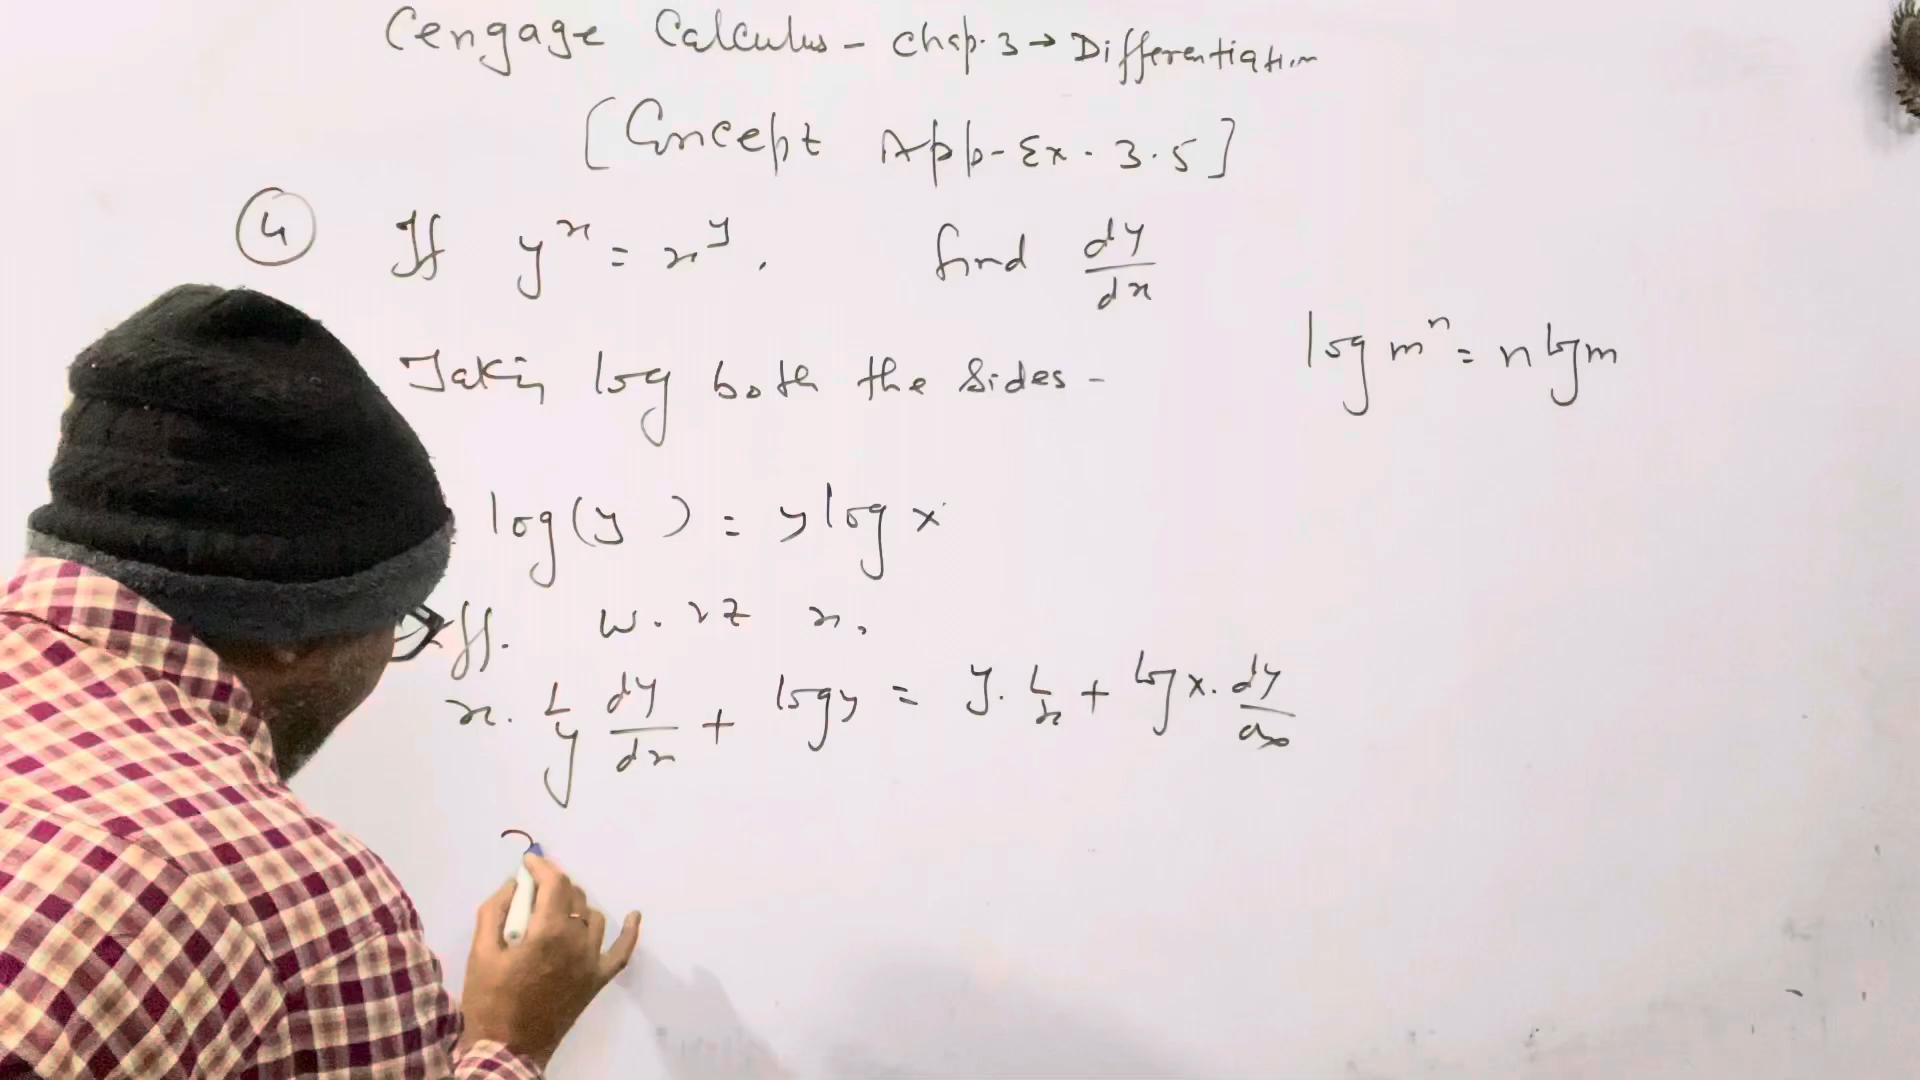 Cengage Calculus - Chap. 3 → Differentiation
[Concept App - Ex. 3.5]
4 If y^x = x^y. find dy/dx
log m^n = n log m
Taking log both the sides -
log(y ) = y log x
ff. w. r t x.
x. 1/y dy/dx + log y = y. 1/x + log x. dy/dx